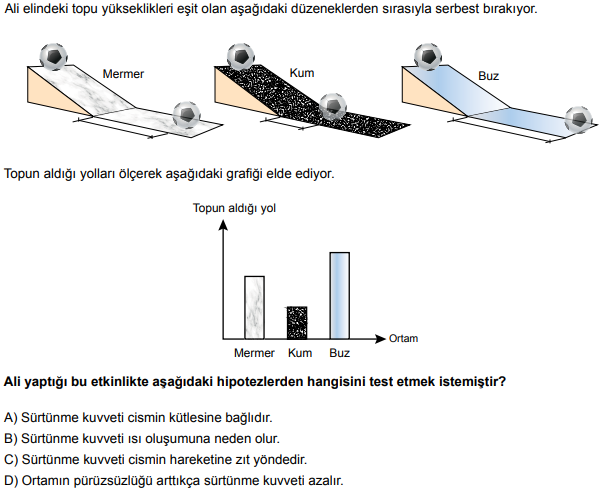 Ali elindeki topu yükseklikleri eşit olan aşağıdaki düzeneklerden sırasıyla serbest bırakıyor.
Mermer
Kum
Buz
Topun aldığı yolları ölçerek aşağıdaki grafiği elde ediyor.
Topun aldığı yol
Ortam
Mermer Kum Buz
Ali yaptığı bu etkinlikte aşağıdaki hipotezlerden hangisini test etmek istemiştir?
A) Sürtünme kuvveti cismin kütlesine bağlıdır.
B) Sürtünme kuvveti ısı oluşumuna neden olur.
C) Sürtünme kuvveti cismin hareketine zıt yöndedir.
D) Ortamın pürüzsüzlüğü arttıkça sürtünme kuvveti azalır.